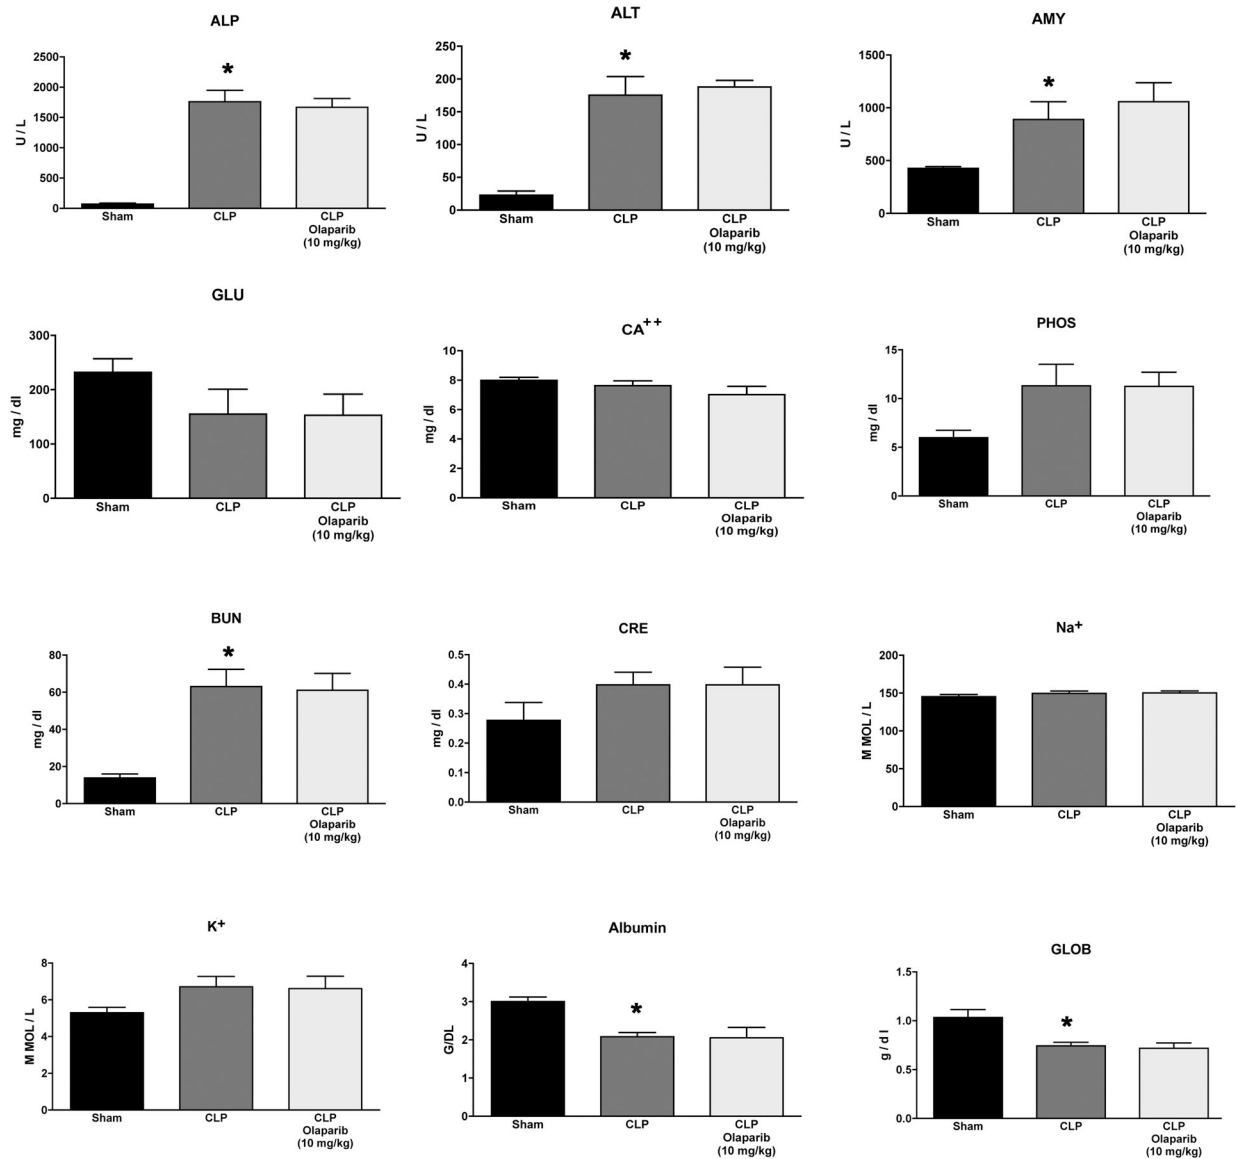 ALP
U / L
2500
2000
1500
1000
500
0
*
Sham
CLP
CLP
Olaparib
(10 mg/kg)
ALT
U / L
250
200
150
100
50
0
*
Sham
CLP
CLP
Olaparib
(10 mg/kg)
AMY
U / L
1500
1000
500
0
*
Sham
CLP
CLP
Olaparib
(10 mg/kg)
GLU
mg / dl
300
200
100
0
Sham
CLP
CLP
Olaparib
(10 mg/kg)
CA++
mg / dl
10
8
6
4
2
0
Sham
CLP
CLP
Olaparib
(10 mg/kg)
PHOS
mg / dl
15
10
5
0
Sham
CLP
CLP
Olaparib
(10 mg/kg)
BUN
mg / dl
80
60
40
20
0
*
Sham
CLP
CLP
Olaparib
(10 mg/kg)
CRE
mg / dl
0.5
0.4
0.3
0.2
0.1
0.0
Sham
CLP
CLP
Olaparib
(10 mg/kg)
Na+
M MOL / L
200
150
100
50
0
Sham
CLP
CLP
Olaparib
(10 mg/kg)
K+
M MOL / L
8
6
4
2
0
Sham
CLP
CLP
Olaparib
(10 mg/kg)
Albumin
G/DL
4
3
2
1
0
*
Sham
CLP
CLP
Olaparib
(10 mg/kg)
GLOB
g / d l
1.5
1.0
0.5
0.0
*
Sham
CLP
CLP
Olaparib
(10 mg/kg)